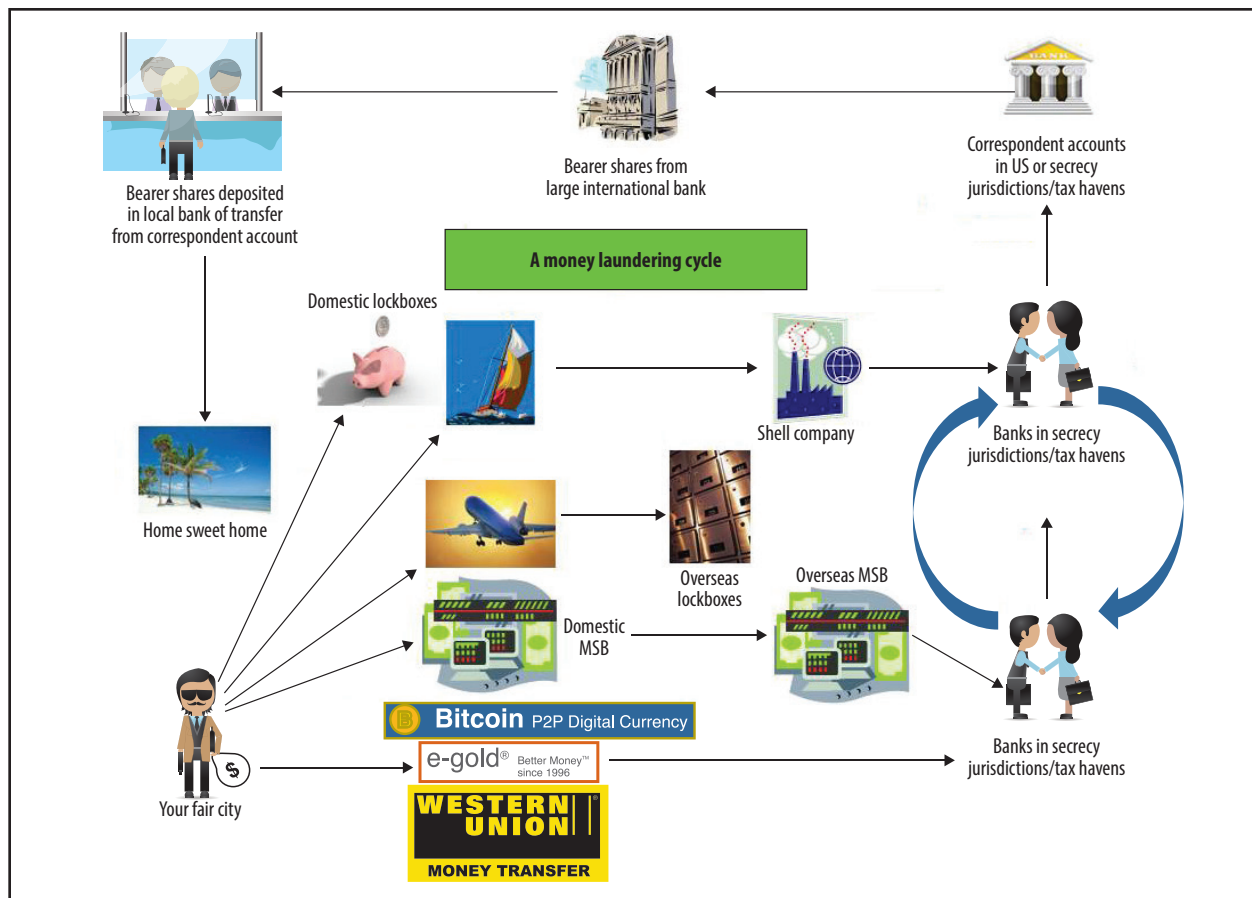 BANK
Bearer shares from
large international bank
Correspondent accounts
in US or secrecy
jurisdictions/tax havens
Bearer shares deposited
in local bank of transfer
from correspondent account
A money laundering cycle
Domestic lockboxes
Shell company
Banks in secrecy
jurisdictions/tax havens
Home sweet home
Overseas
lockboxes
Overseas MSB
Domestic
MSB
Bitcoin P2P Digital Currency
e-gold® Better Money™
since 1996
Banks in secrecy
jurisdictions/tax havens
$
Your fair city
WESTERN
UNION®
MONEY TRANSFER